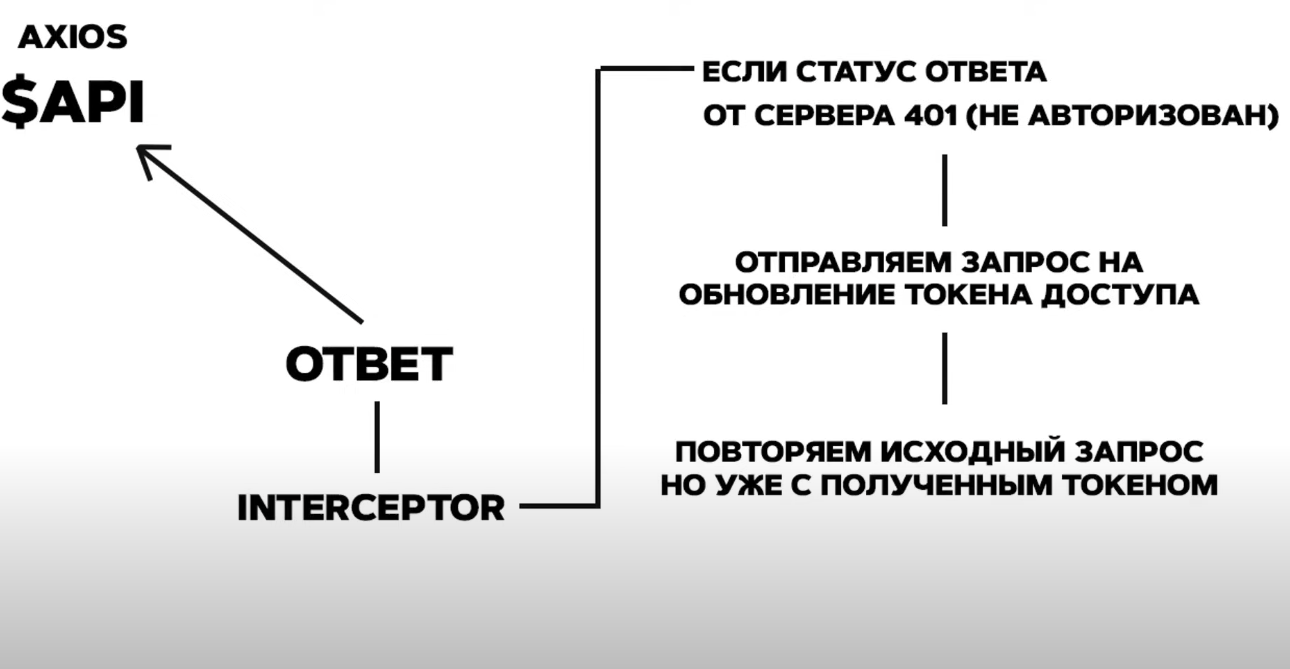 AXIOS
$API
ЕСЛИ СТАТУС ОТВЕТА
ОТ СЕРВЕРА 401 (НЕ АВТОРИЗОВАН)
ОТПРАВЛЯЕМ ЗАПРОС НА
ОБНОВЛЕНИЕ ТОКЕНА ДОСТУПА
ОТВЕТ
INTERCEPTOR
ПОВТОРЯЕМ ИСХОДНЫЙ ЗАПРОС
НО УЖЕ С ПОЛУЧЕННЫМ ТОКЕНОМ